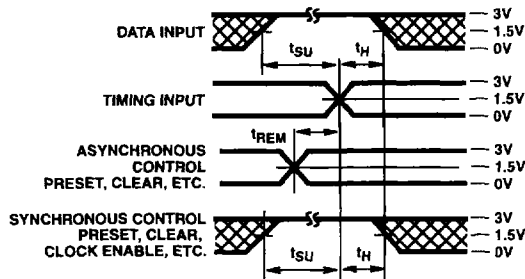 DATA INPUT
tSU
tH
3V
1.5V
0V
TIMING INPUT
3V
1.5V
0V
tREM
ASYNCHRONOUS
CONTROL
PRESET, CLEAR, ETC.
3V
1.5V
0V
SYNCHRONOUS CONTROL
PRESET, CLEAR,
CLOCK ENABLE, ETC.
tSU
tH
3V
1.5V
0V